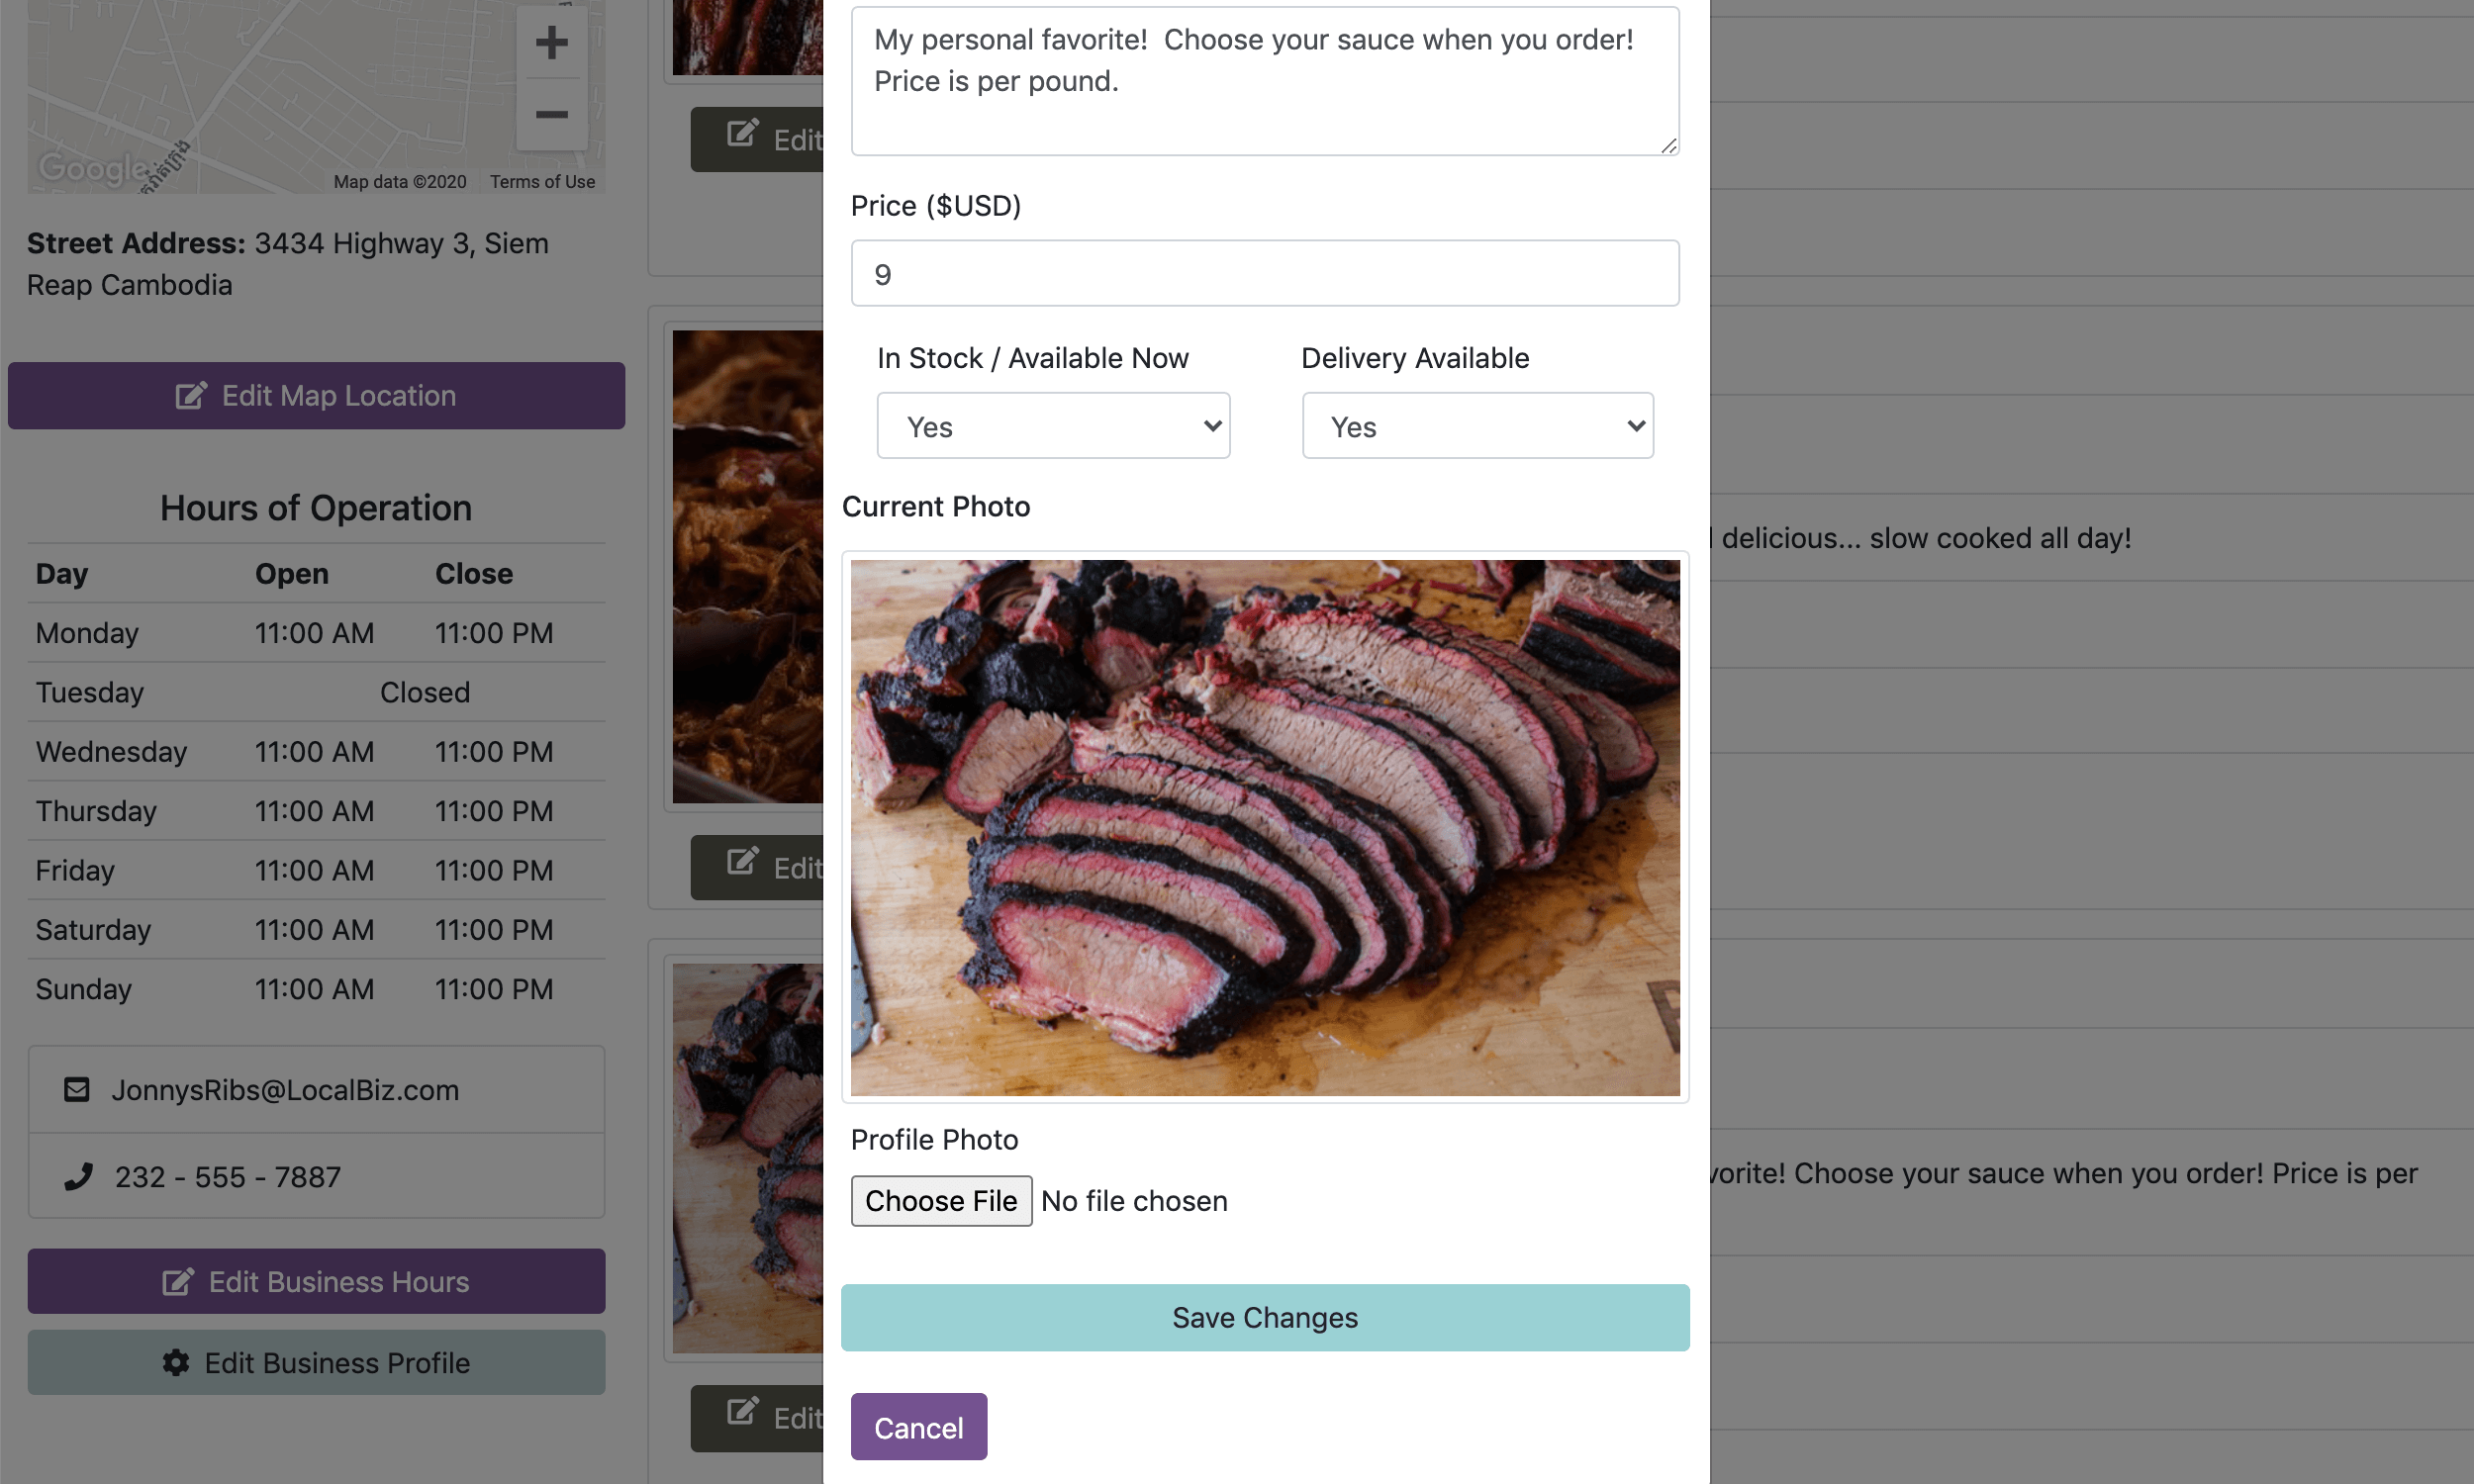 Google
Map data ©2020 Terms of Use
Street Address: 3434 Highway 3, Siem
Reap Cambodia
Edit Map Location
Hours of Operation
Day Open Close
Monday 11:00 AM 11:00 PM
Tuesday Closed
Wednesday 11:00 AM 11:00 PM
Thursday 11:00 AM 11:00 PM
Friday 11:00 AM 11:00 PM
Saturday 11:00 AM 11:00 PM
Sunday 11:00 AM 11:00 PM
JonnysRibs@LocalBiz.com
232 - 555 - 7887
Edit Business Hours
Edit Business Profile
Edit
Edit
Edit
My personal favorite!  Choose your sauce when you order!
Price is per pound.
Price ($USD)
9
In Stock / Available Now Delivery Available
Yes Yes
Current Photo
Profile Photo
Choose File No file chosen
Save Changes
Cancel
delicious... slow cooked all day!
vorite! Choose your sauce when you order! Price is per